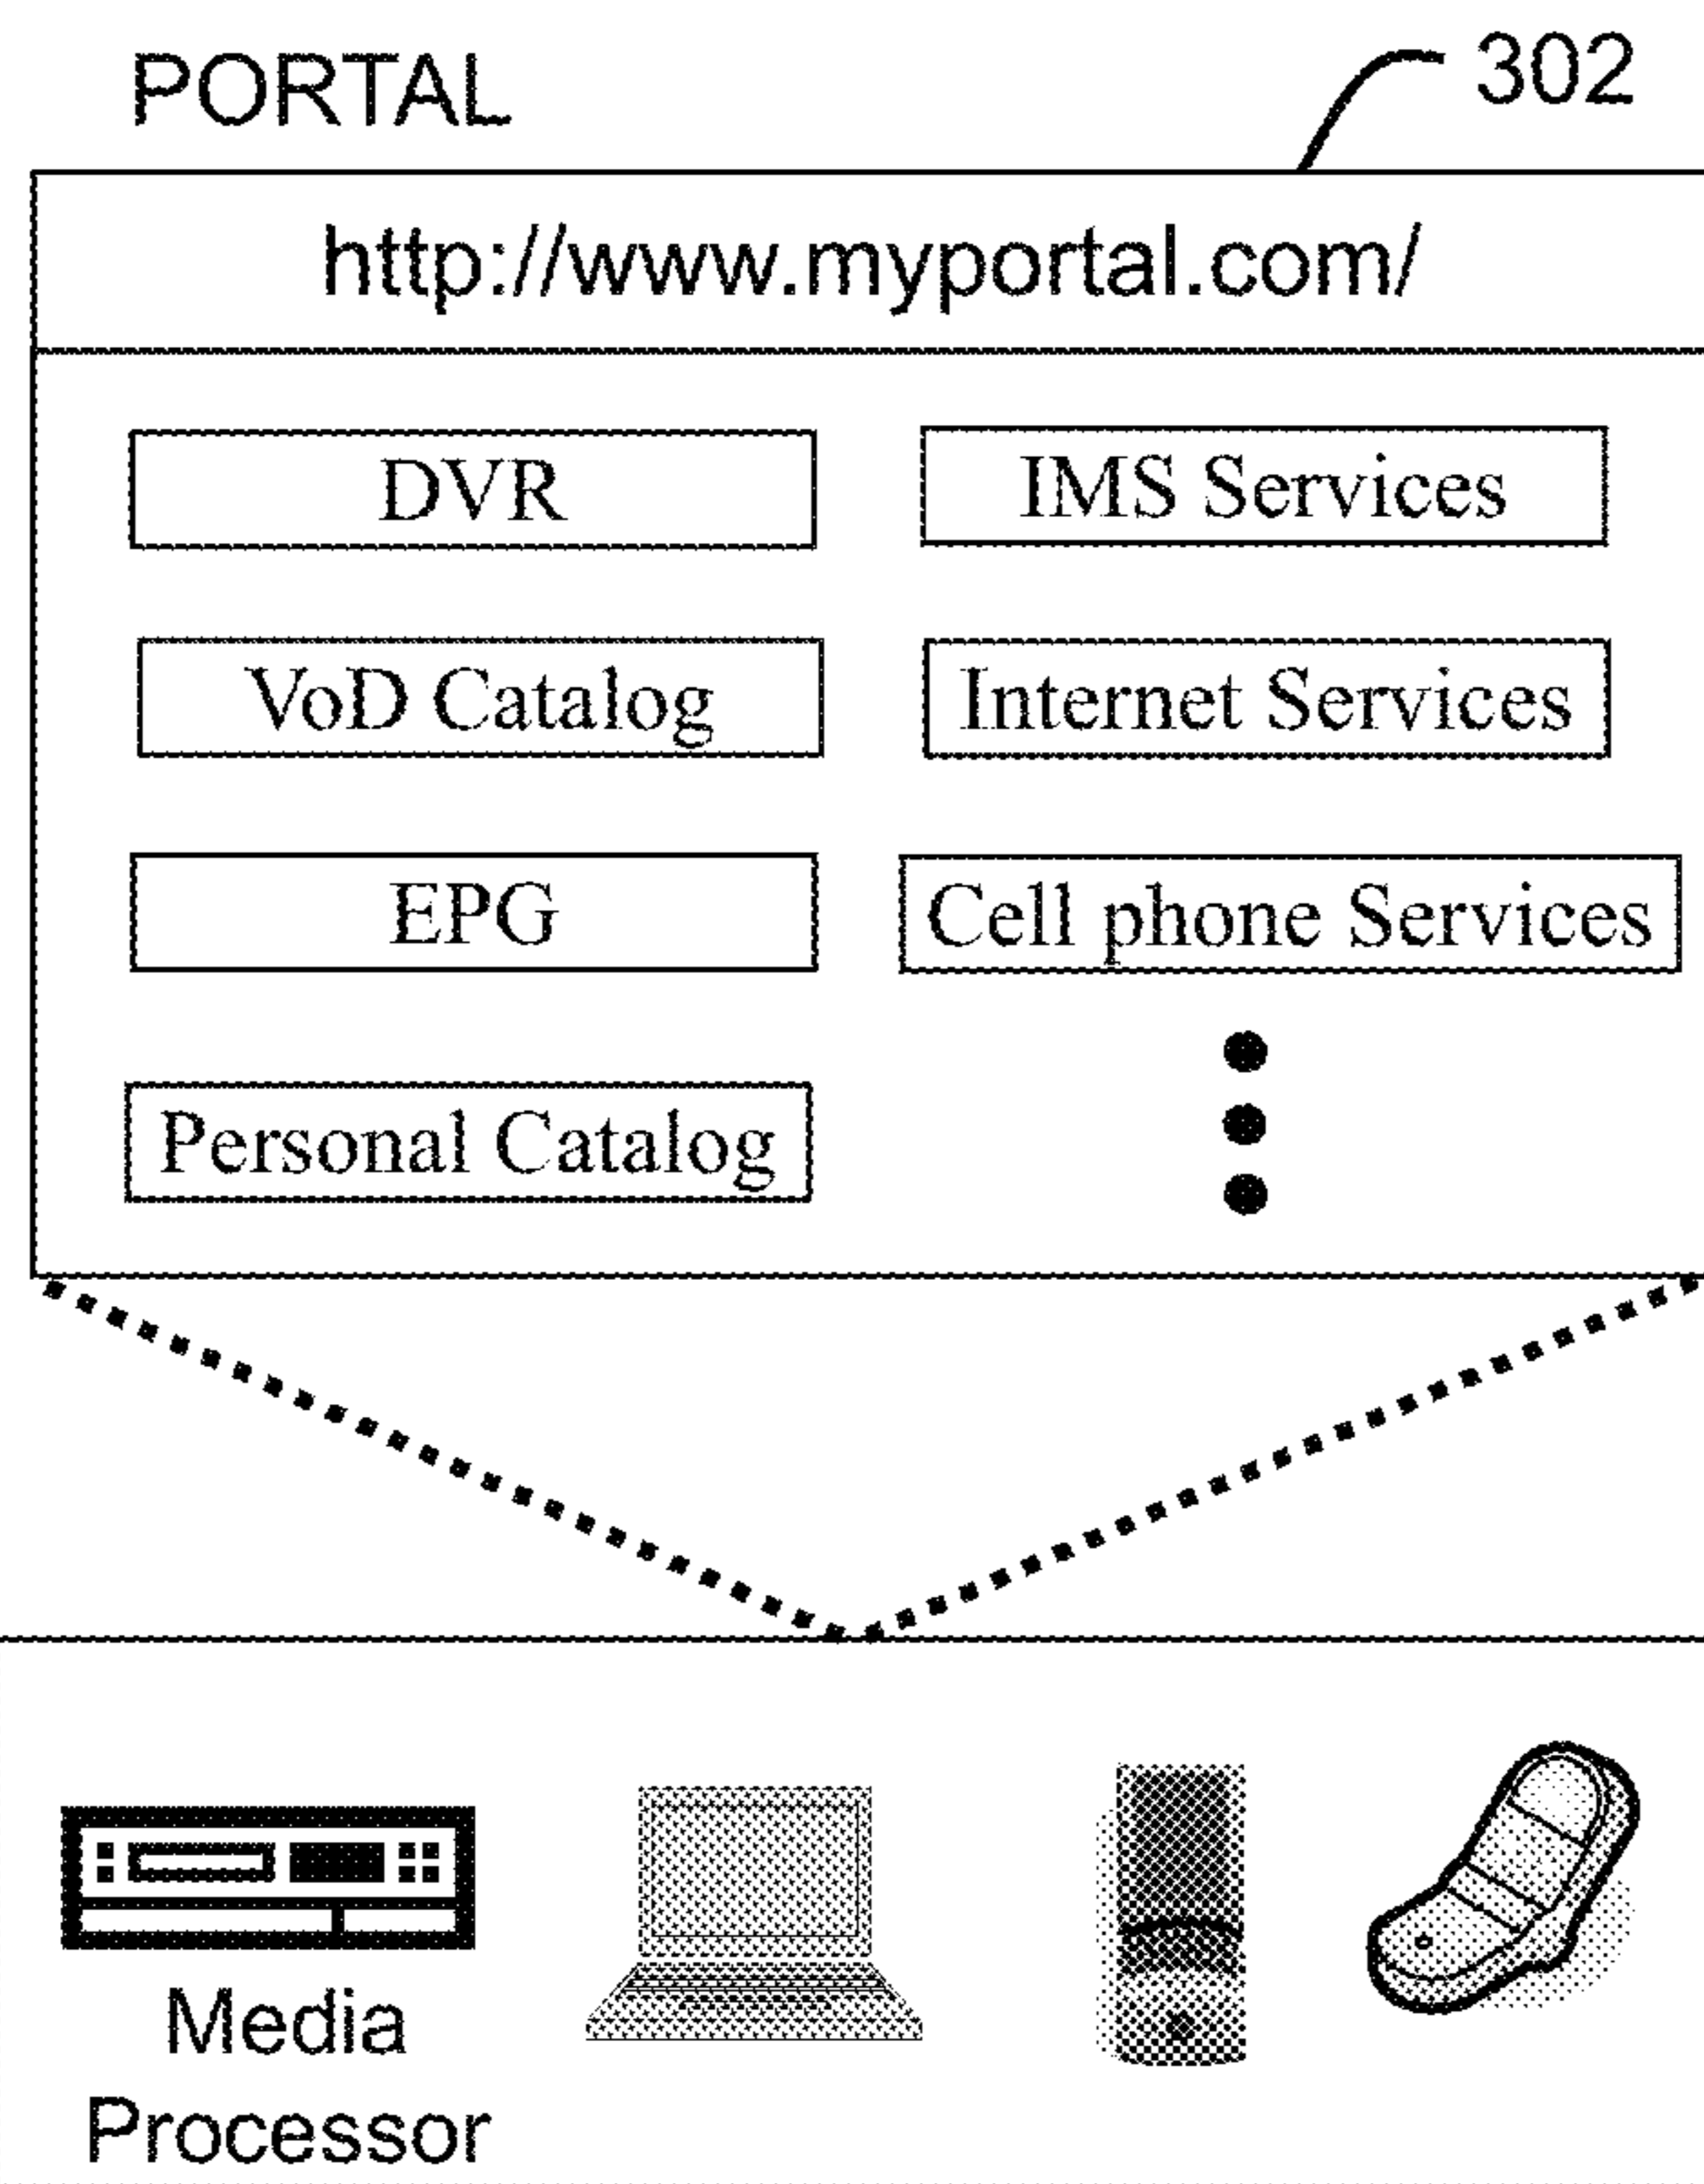 PORTAL
302
http://www.myportal.com/
DVR
IMS Services
VoD Catalog
Internet Services
EPG
Cell phone Services
Personal Catalog
Media
Processor